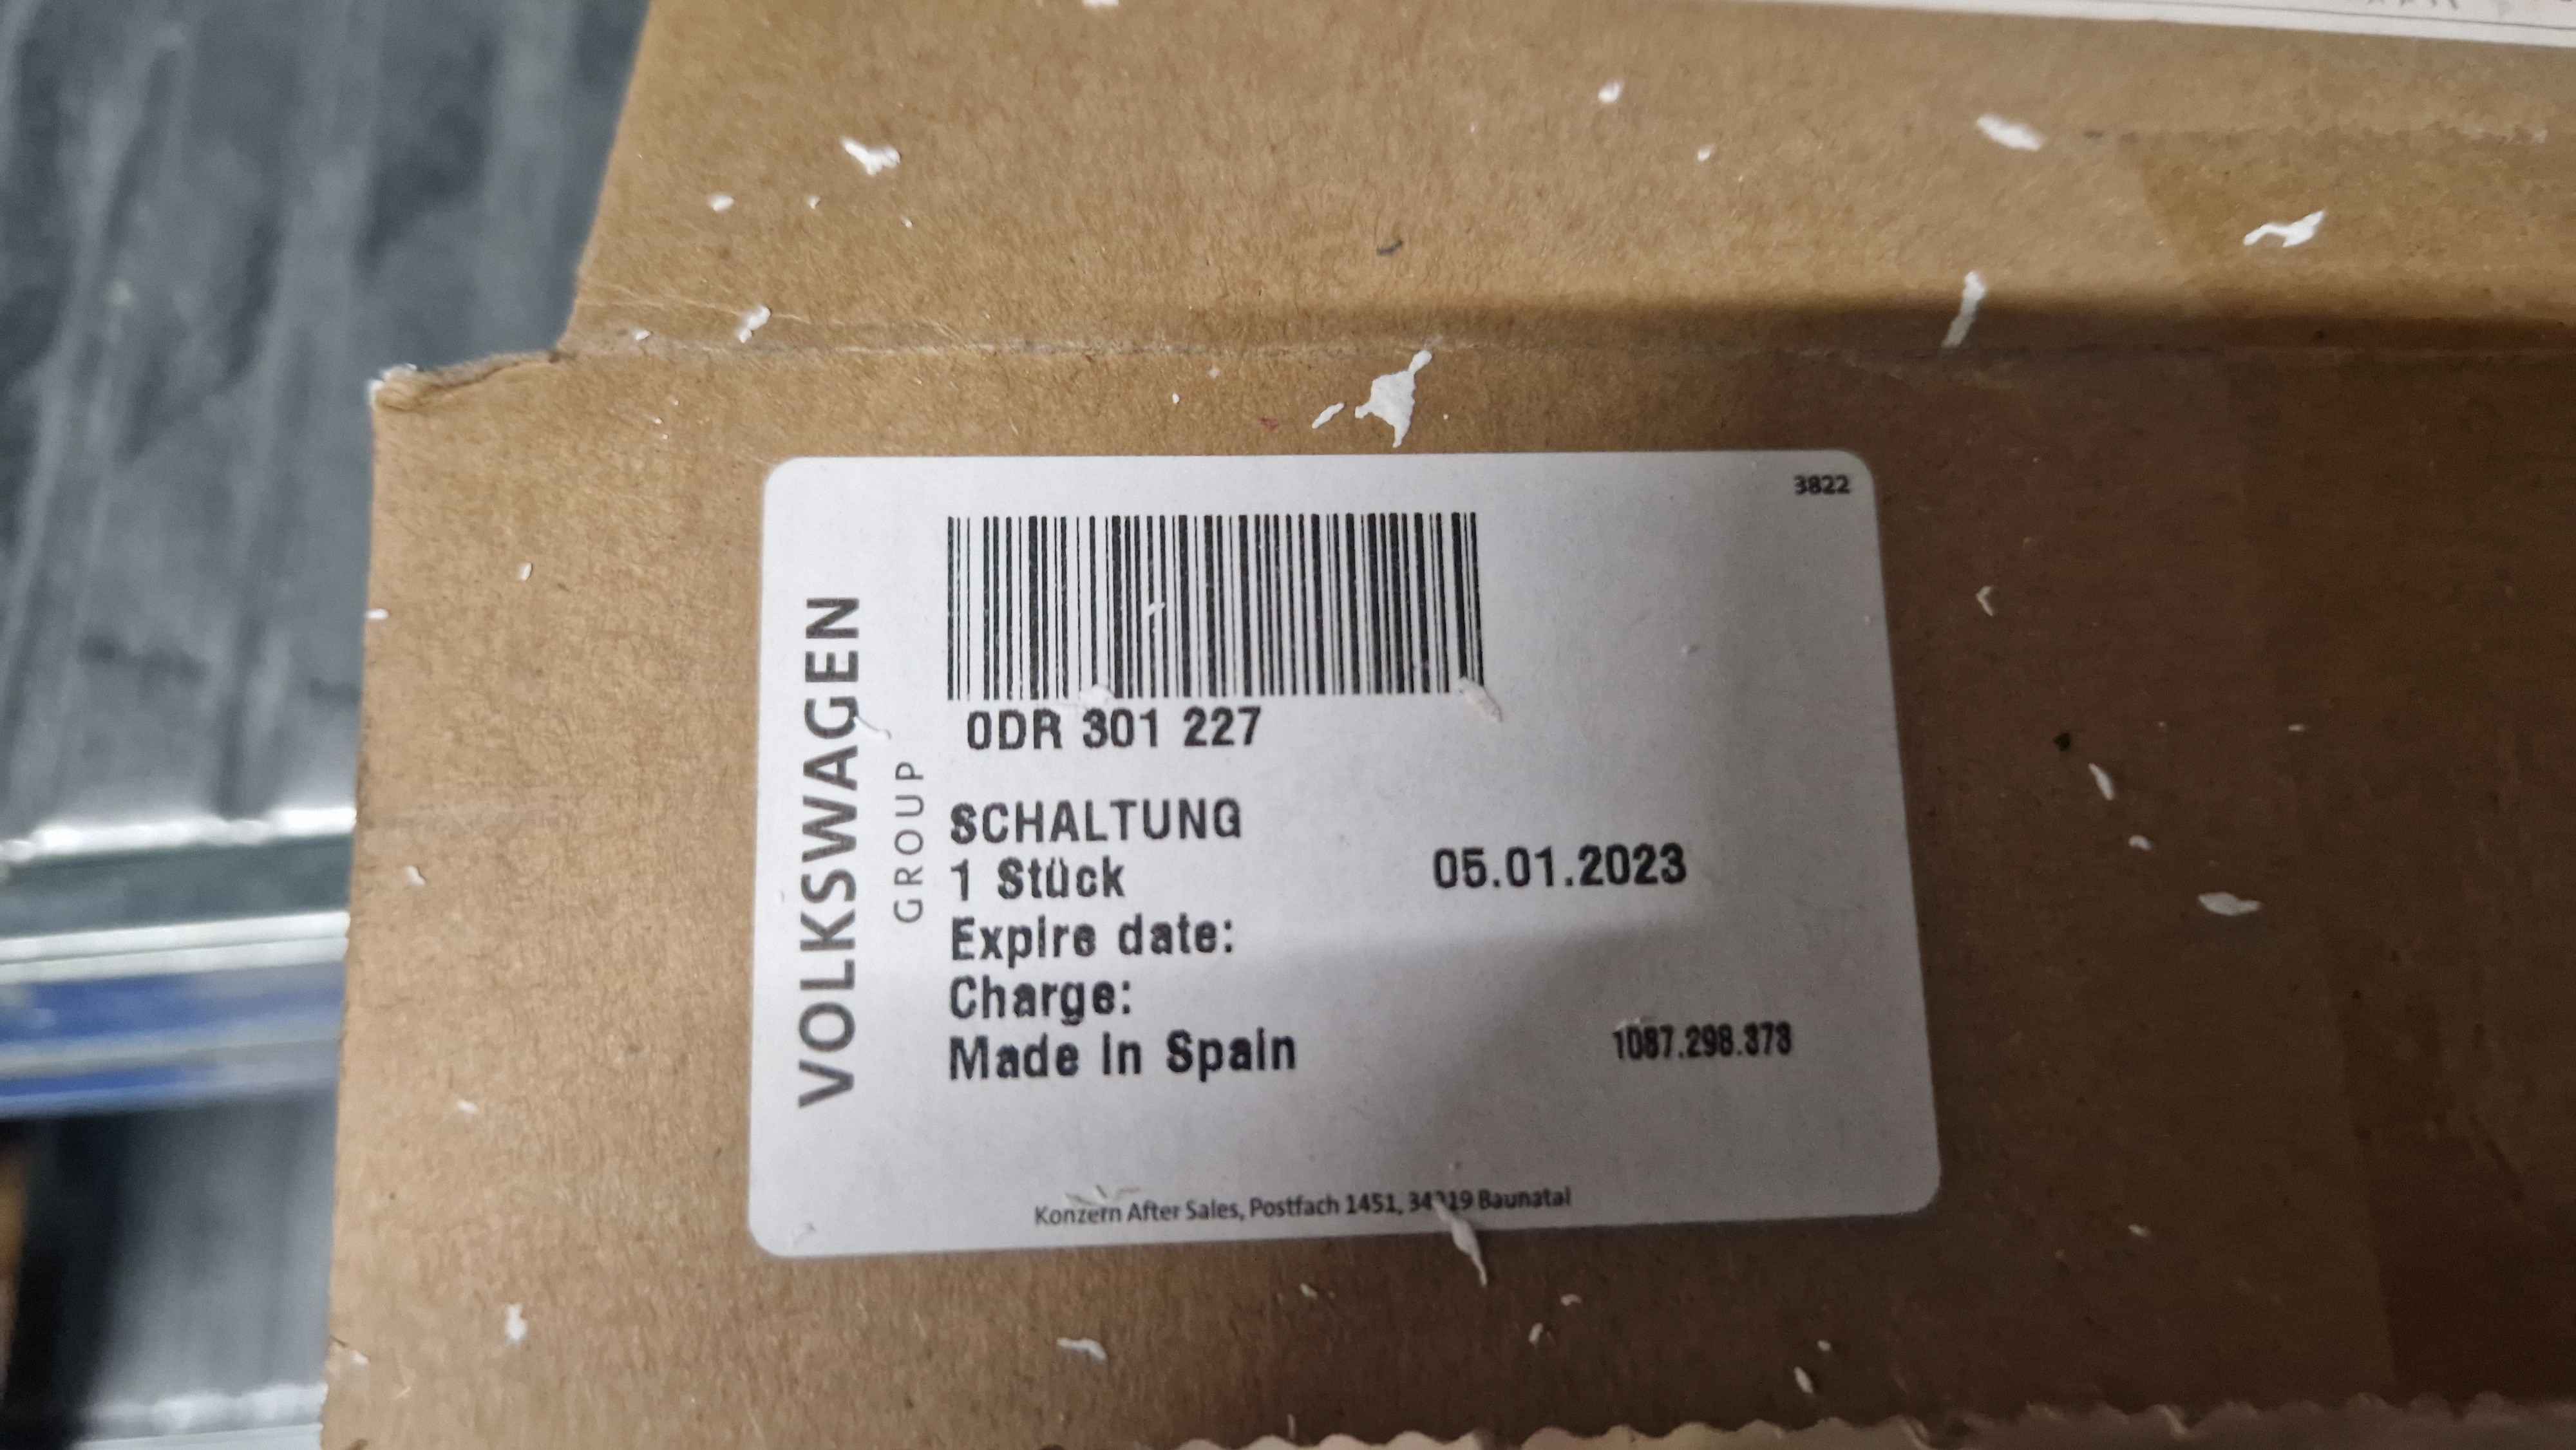 3822
VOLKSWAGEN
GROUP
0DR 301 227
SCHALTUNG
1 Stück
05.01.2023
Expire date:
Charge:
Made in Spain
1087.298.373
Konzern After Sales, Postfach 1451, Baunatal